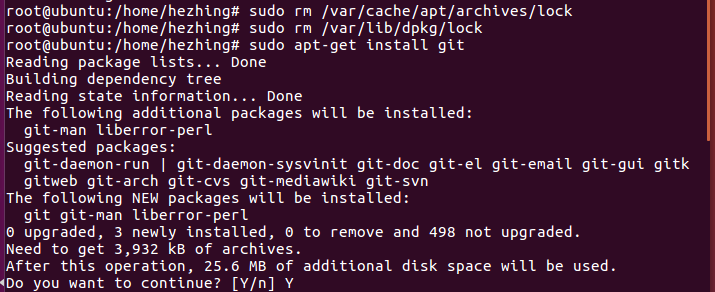 root@ubuntu:/home/hezhing# sudo rm /var/cache/apt/archives/lock
root@ubuntu:/home/hezhing# sudo rm /var/lib/dpkg/lock
root@ubuntu:/home/hezhing# sudo apt-get install git
Reading package lists... Done
Building dependency tree
Reading state information... Done
The following additional packages will be installed:
  git-man liberror-perl
Suggested packages:
  git-daemon-run | git-daemon-sysvinit git-doc git-el git-email git-gui gitk
  gitweb git-arch git-cvs git-mediawiki git-svn
The following NEW packages will be installed:
  git git-man liberror-perl
0 upgraded, 3 newly installed, 0 to remove and 498 not upgraded.
Need to get 3,932 kB of archives.
After this operation, 25.6 MB of additional disk space will be used.
Do you want to continue? [Y/n] Y